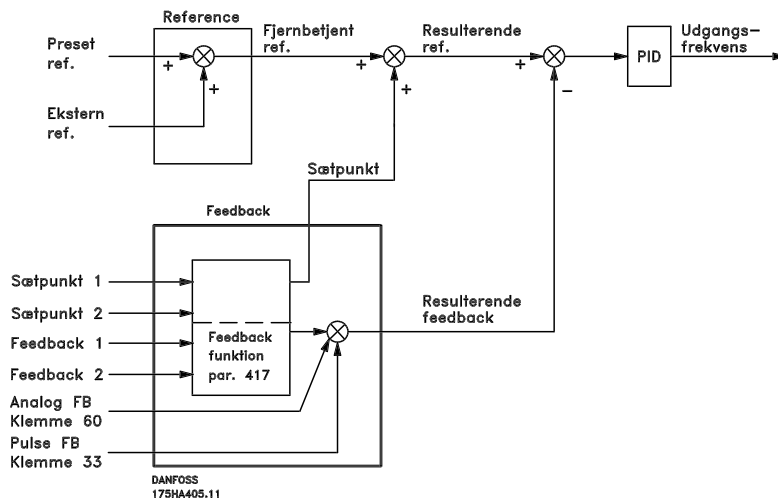 Reference
Preset
ref.
+
+
Ekstern
ref.
Fjernbetjent
ref.
+
+
Resulterende
ref.
+
−
PID
Udgangs-
frekvens
Sætpunkt
Feedback
Sætpunkt 1
Sætpunkt 2
Feedback 1
Feedback 2
Analog FB
Klemme 60
Pulse FB
Klemme 33
Feedback
funktion
par. 417
Resulterende
feedback
DANFOSS
175HA405.11